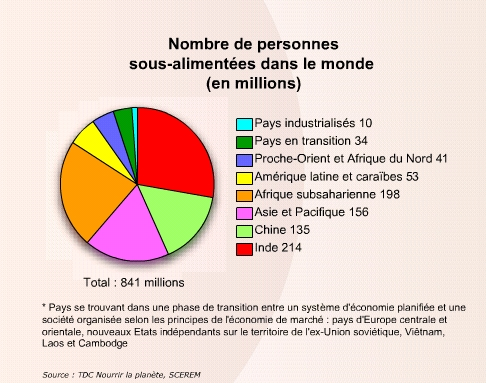 Nombre de personnes
sous-alimentées dans le monde
(en millions)
Pays industrialisés 10
Pays en transition 34
Proche-Orient et Afrique du Nord 41
Amérique latine et caraïbes 53
Afrique subsaharienne 198
Asie et Pacifique 156
Chine 135
Inde 214
Total : 841 millions
* Pays se trouvant dans une phase de transition entre un système d'économie planifiée et une
société organisée selon les principes de l'économie de marché : pays d'Europe centrale et
orientale, nouveaux Etats indépendants sur le territoire de l'ex-Union soviétique, Viêtnam,
Laos et Cambodge
Source : TDC Nourrir la planète, SCEREM